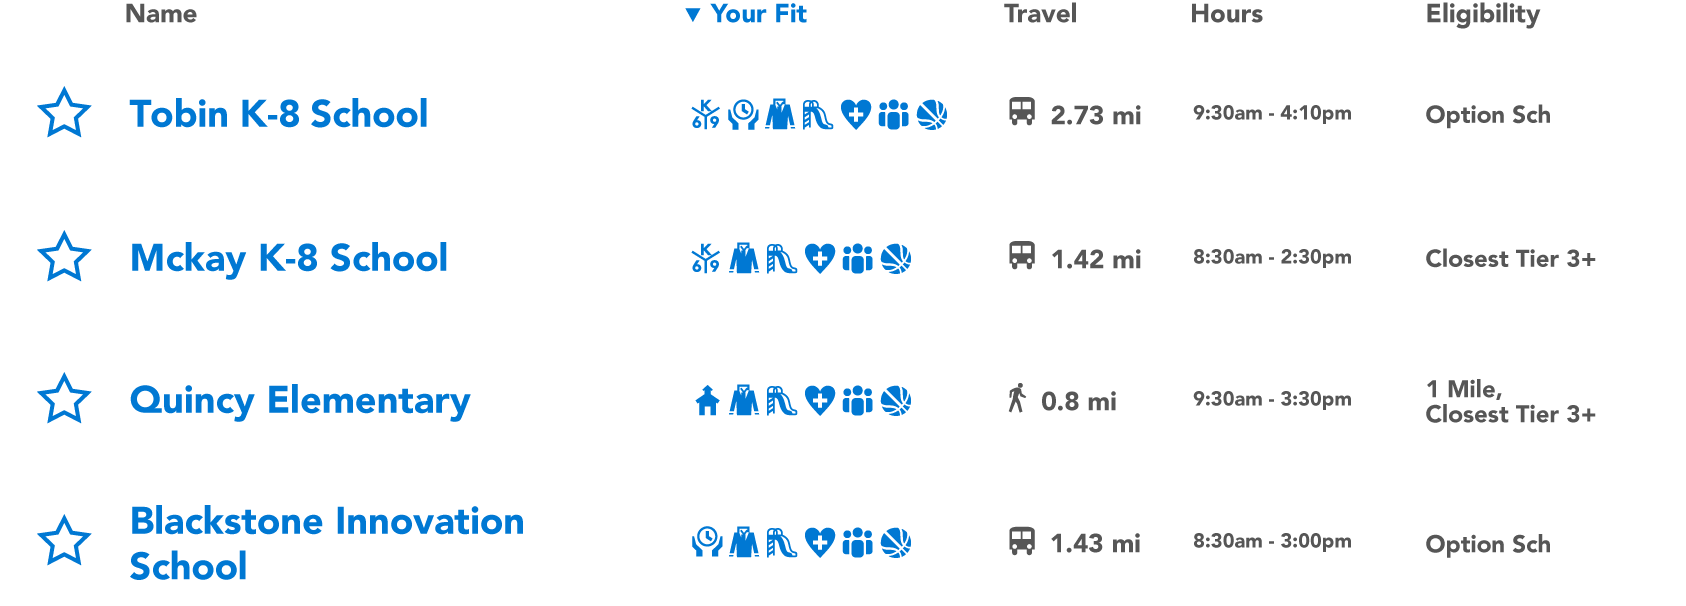 Name ▼ Your Fit Travel Hours Eligibility
Tobin K-8 School K 6 9 2.73 mi 9:30am - 4:10pm Option Sch
Mckay K-8 School K 6 9 1.42 mi 8:30am - 2:30pm Closest Tier 3+
Quincy Elementary 0.8 mi 9:30am - 3:30pm 1 Mile,
Closest Tier 3+
Blackstone Innovation
School 1.43 mi 8:30am - 3:00pm Option Sch